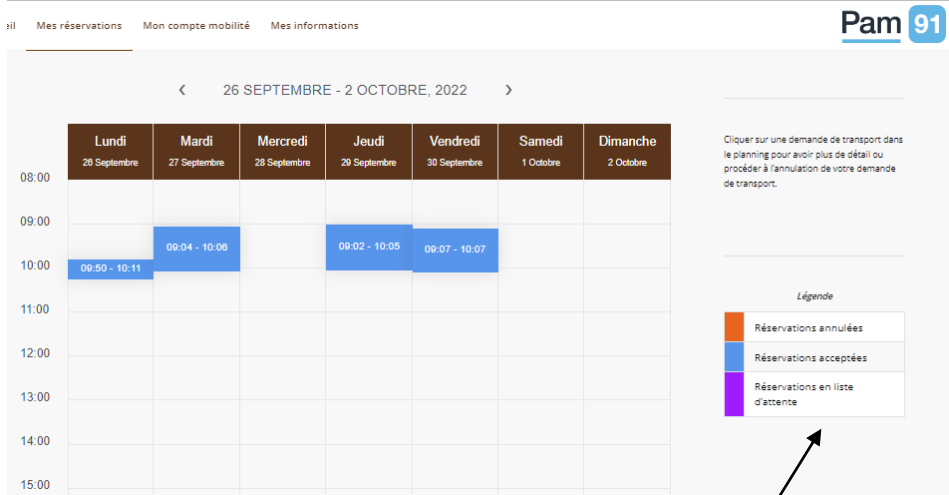 eil Mes réservations Mon compte mobilité Mes informations
Pam 91
‹ 26 SEPTEMBRE - 2 OCTOBRE, 2022 ›
Lundi Mardi Mercredi Jeudi Vendredi Samedi Dimanche
26 Septembre 27 Septembre 28 Septembre 29 Septembre 30 Septembre 1 Octobre 2 Octobre
Cliquer sur une demande de transport dans
le planning pour avoir plus de détail ou
procéder à l'annulation de votre demande
de transport.
08:00
09:00
09:04 - 10:06 09:02 - 10:05 09:07 - 10:07
10:00 09:50 - 10:11
Légende
11:00
Réservations annulées
12:00
Réservations acceptées
13:00
Réservations en liste
d'attente
14:00
15:00